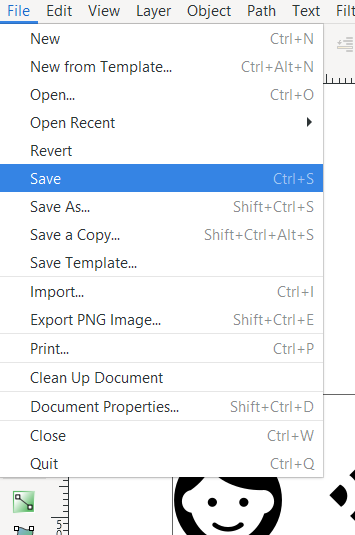 File Edit View Layer Object Path Text Filt
New Ctrl+N
New from Template... Ctrl+Alt+N
Open... Ctrl+O
Open Recent
Revert
Save Ctrl+S
Save As... Shift+Ctrl+S
Save a Copy... Shift+Ctrl+Alt+S
Save Template...
Import... Ctrl+I
Export PNG Image... Shift+Ctrl+E
Print... Ctrl+P
Clean Up Document
Document Properties... Shift+Ctrl+D
Close Ctrl+W
Quit Ctrl+Q